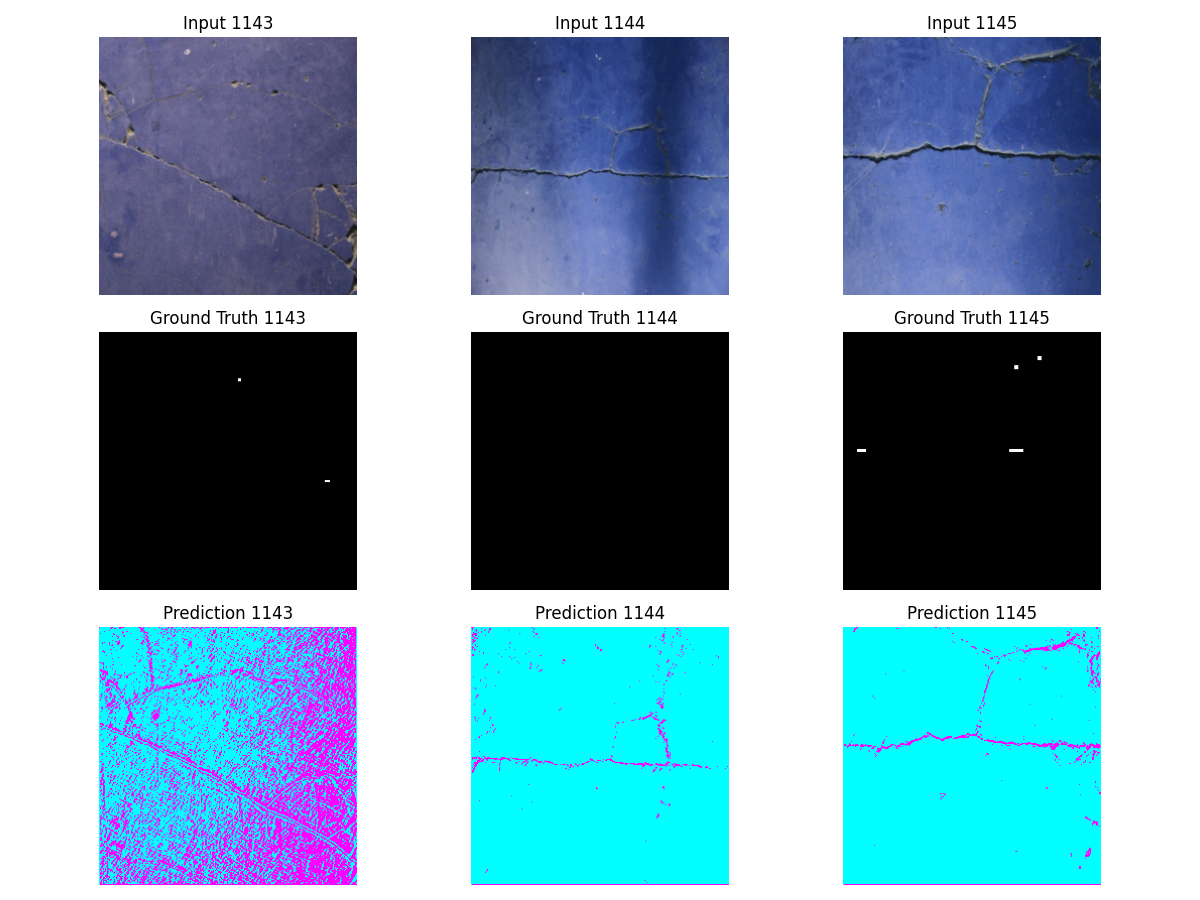 Input 1143
Input 1144
Input 1145
Ground Truth 1143
Ground Truth 1144
Ground Truth 1145
Prediction 1143
Prediction 1144
Prediction 1145